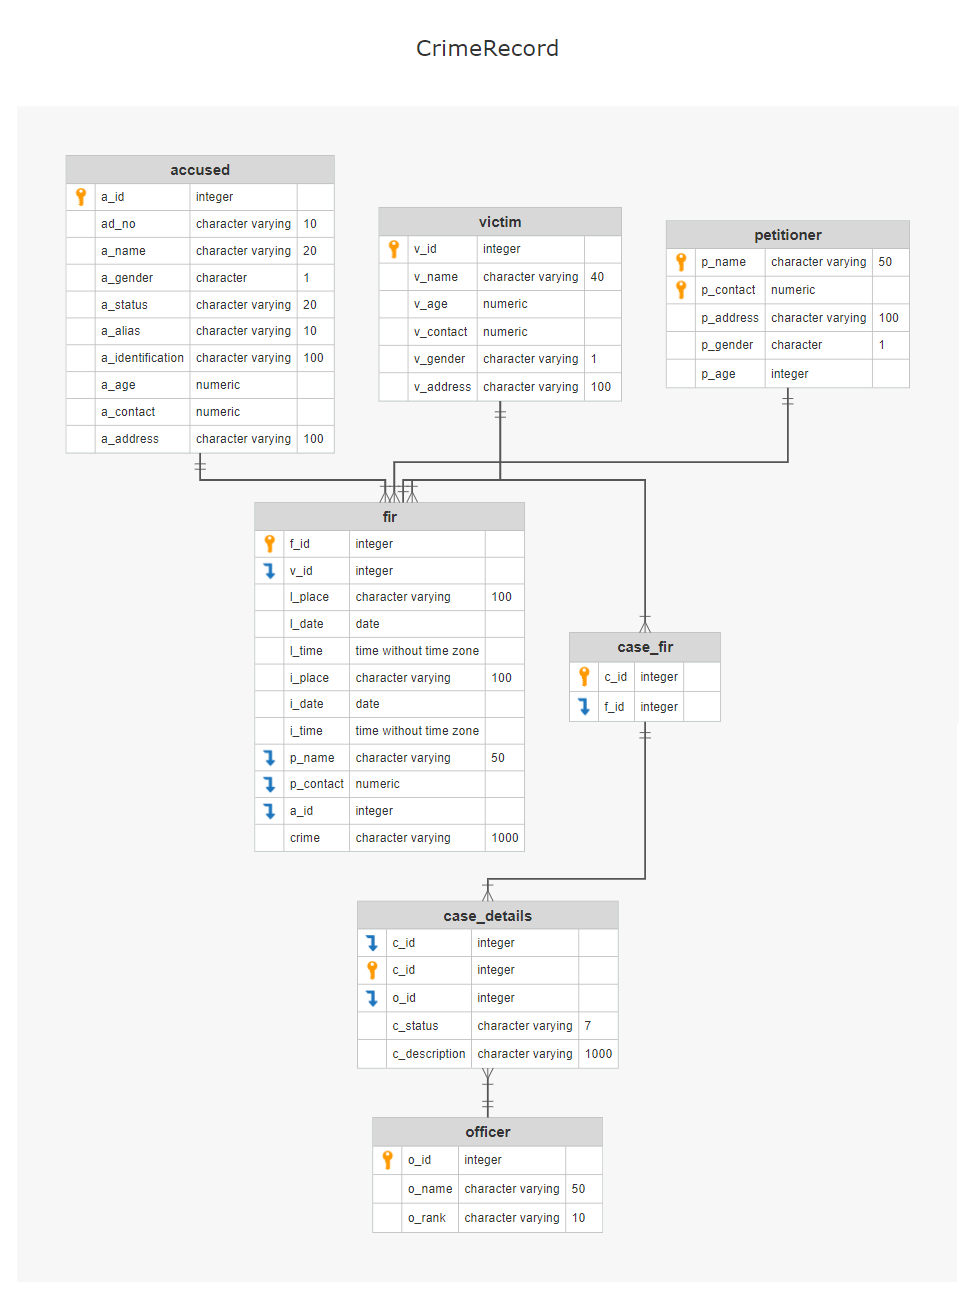 CrimeRecord
accused
a_id integer
ad_no character varying 10
a_name character varying 20
a_gender character 1
a_status character varying 20
a_alias character varying 10
a_identification character varying 100
a_age numeric
a_contact numeric
a_address character varying 100
victim
v_id integer
v_name character varying 40
v_age numeric
v_contact numeric
v_gender character varying 1
v_address character varying 100
petitioner
p_name character varying 50
p_contact numeric
p_address character varying 100
p_gender character 1
p_age integer
fir
f_id integer
v_id integer
l_place character varying 100
l_date date
l_time time without time zone
i_place character varying 100
i_date date
i_time time without time zone
p_name character varying 50
p_contact numeric
a_id integer
crime character varying 1000
case_fir
c_id integer
f_id integer
case_details
c_id integer
c_id integer
o_id integer
c_status character varying 7
c_description character varying 1000
officer
o_id integer
o_name character varying 50
o_rank character varying 10